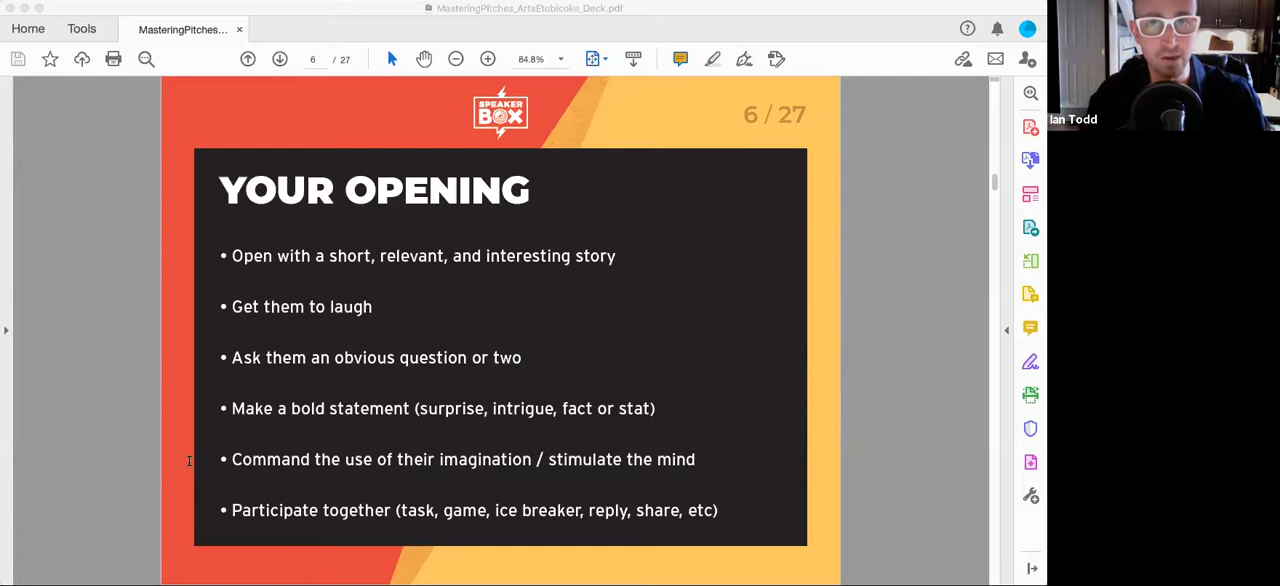 MasteringPitches_ArtsEtobicoke_Deck.pdf
Home Tools MasteringPitches... ×
6 / 27 84.8%
Ian Todd
SPEAKER
BOX
6 / 27
YOUR OPENING
• Open with a short, relevant, and interesting story
• Get them to laugh
• Ask them an obvious question or two
• Make a bold statement (surprise, intrigue, fact or stat)
• Command the use of their imagination / stimulate the mind
• Participate together (task, game, ice breaker, reply, share, etc)